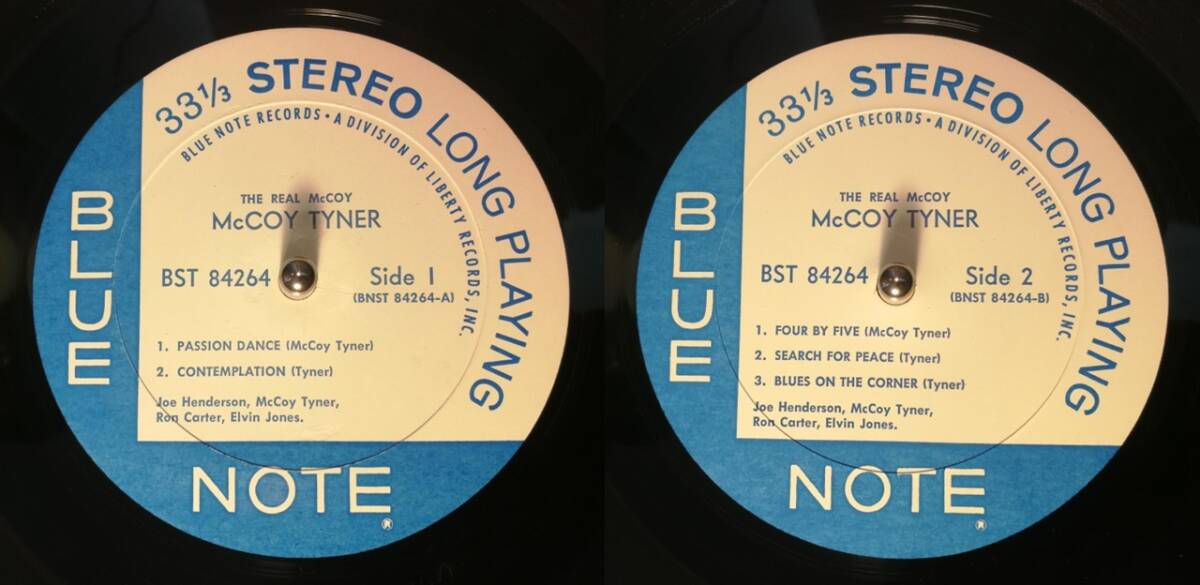 33⅓ STEREO LONG PLAYING
BLUE NOTE RECORDS • A DIVISION OF LIBERTY RECORDS, INC.
THE REAL McCOY
McCOY TYNER
BST 84264
Side 1
(BNST 84264-A)
1. PASSION DANCE (McCoy Tyner)
2. CONTEMPLATION (Tyner)
Joe Henderson, McCoy Tyner,
Ron Carter, Elvin Jones.
BLUE
NOTE
®
33⅓ STEREO LONG PLAYING
BLUE NOTE RECORDS • A DIVISION OF LIBERTY RECORDS, INC.
THE REAL McCOY
McCOY TYNER
BST 84264
Side 2
(BNST 84264-B)
1. FOUR BY FIVE (McCoy Tyner)
2. SEARCH FOR PEACE (Tyner)
3. BLUES ON THE CORNER (Tyner)
Joe Henderson, McCoy Tyner,
Ron Carter, Elvin Jones.
BLUE
NOTE
®